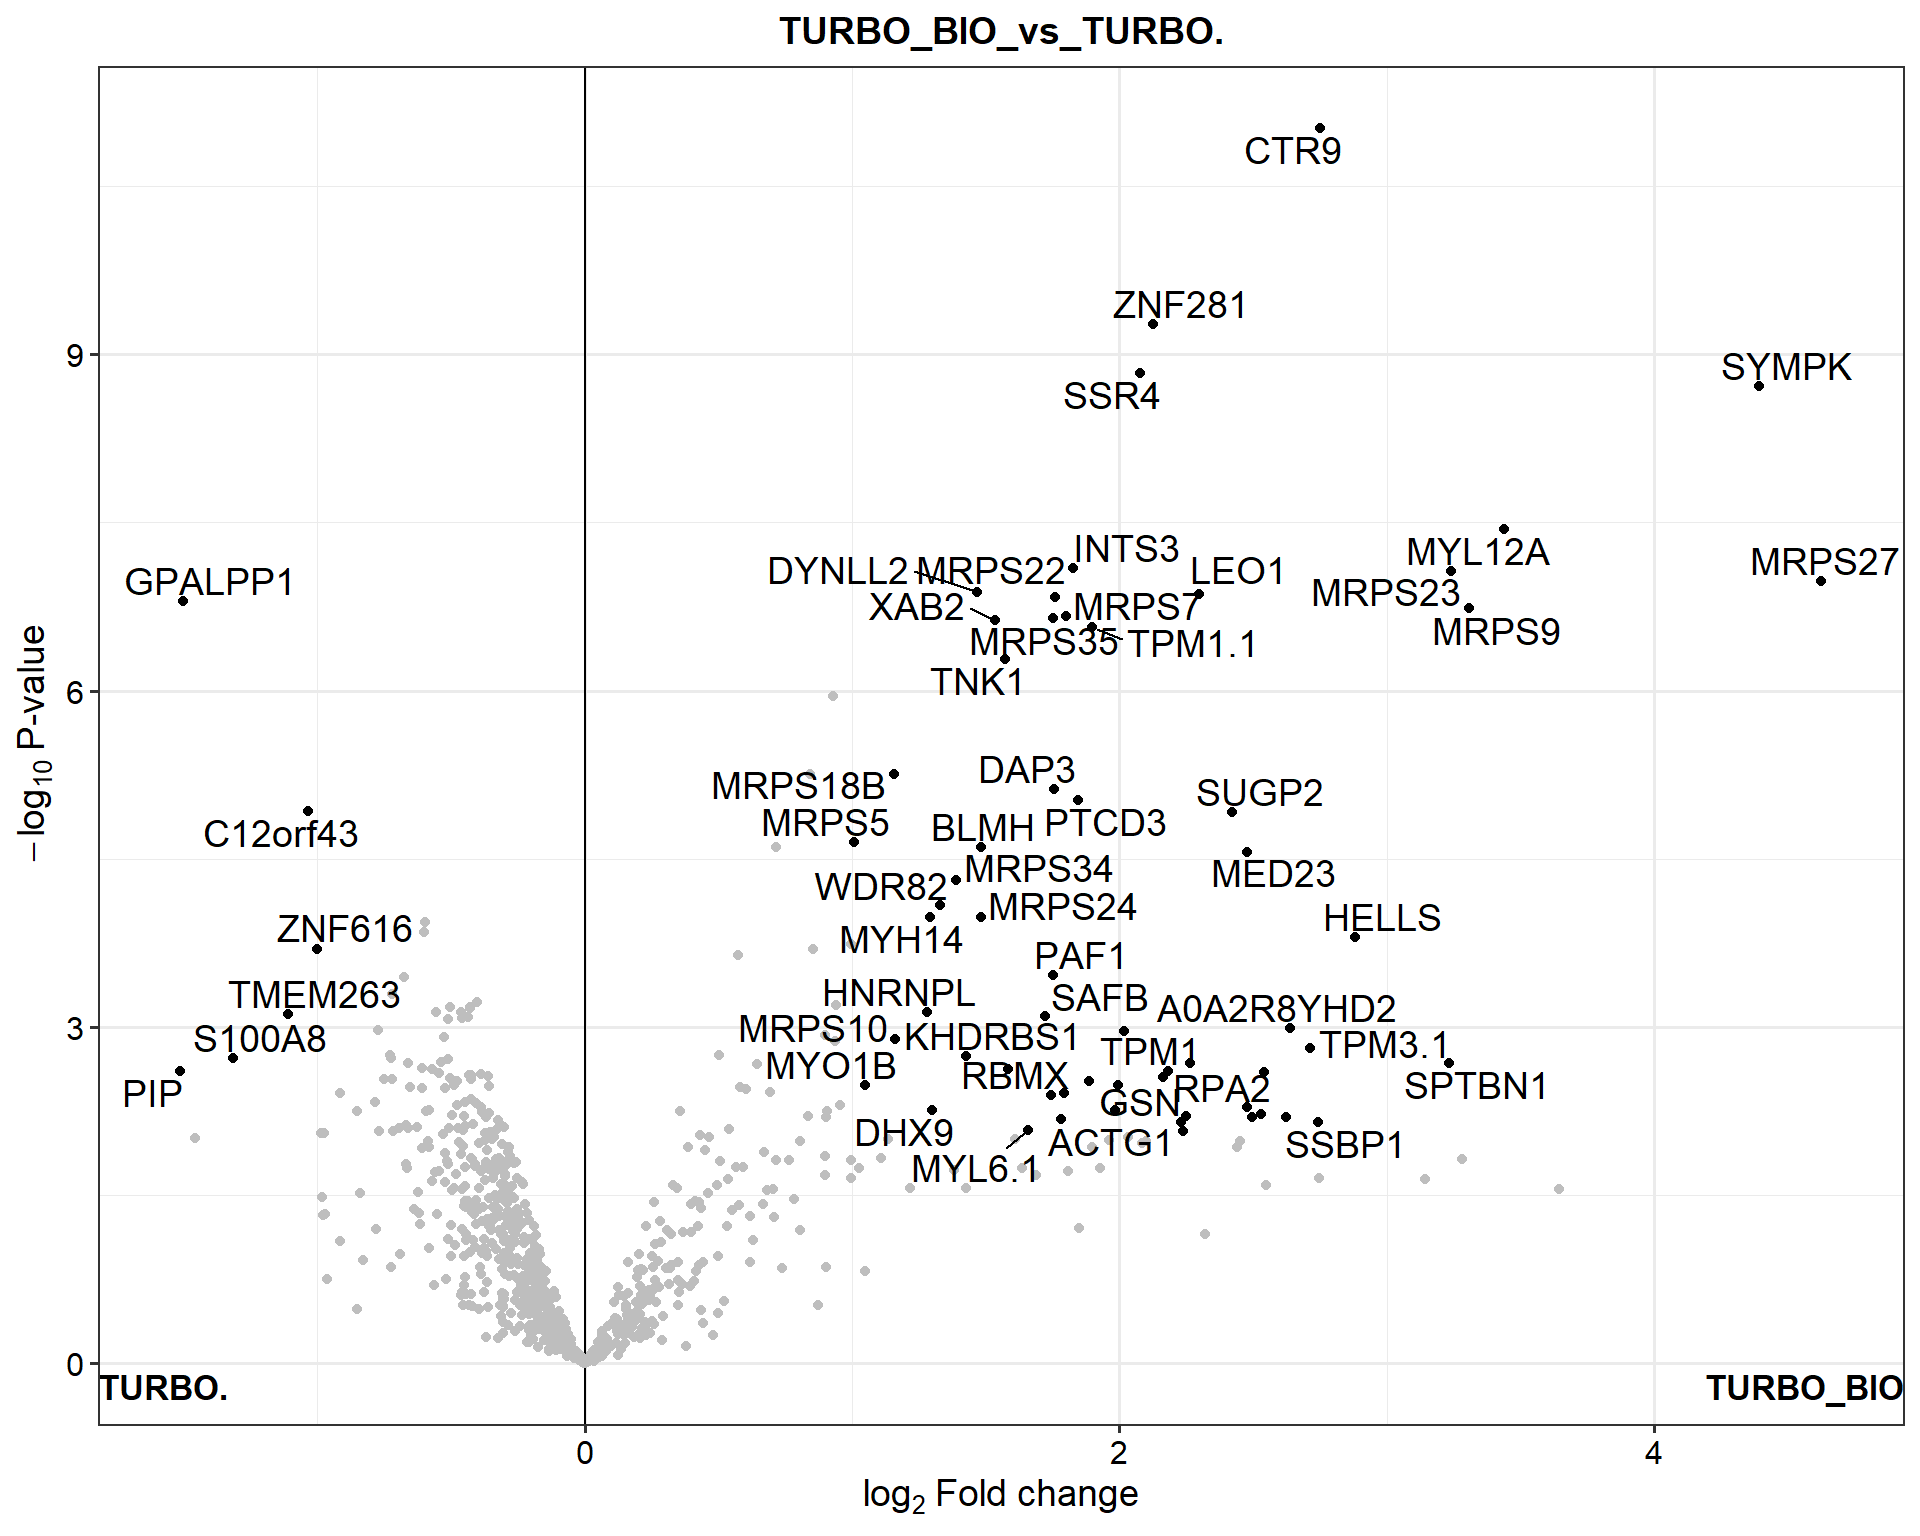 TURBO_BIO_vs_TURBO.
CTR9
ZNF281
9
SYMPK
SSR4
INTS3
MYL12A
DYNLL2
MRPS22
LEO1
MRPS27
GPALPP1
MRPS23
XAB2
MRPS7
MRPS9
MRPS35
TPM1.1
TNK1
6
DAP3
MRPS18B
SUGP2
MRPS5
BLMH
PTCD3
C12orf43
MRPS34
MED23
WDR82
MRPS24
HELLS
ZNF616
MYH14
PAF1
HNRNPL
TMEM263
SAFB
A0A2R8YHD2
3
MRPS10
KHDRBS1
S100A8
TPM1
TPM3.1
MYO1B
RBMX
RPA2
SPTBN1
PIP
GSN
DHX9
ACTG1
SSBP1
MYL6.1
0
TURBO.
TURBO_BIO
0
2
4
log2 Fold change
−log10 P-value